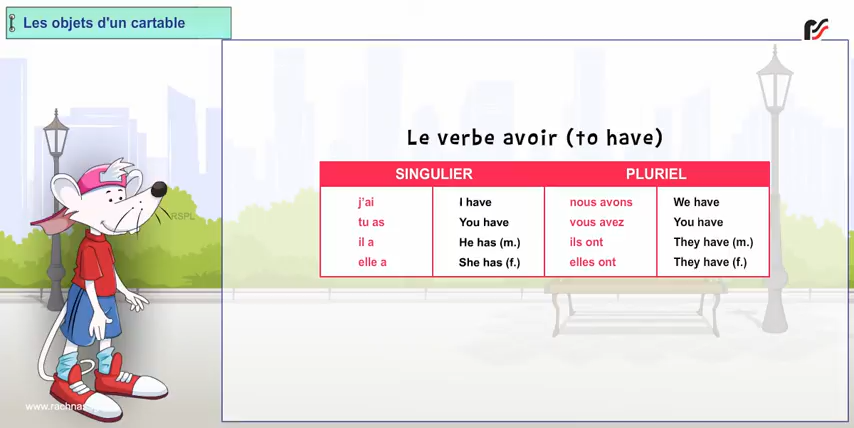 Les objets d'un cartable
Le verbe avoir (to have)
SINGULIER PLURIEL
j'ai I have nous avons We have
tu as You have vous avez You have
il a He has (m.) ils ont They have (m.)
elle a She has (f.) elles ont They have (f.)
RSPL